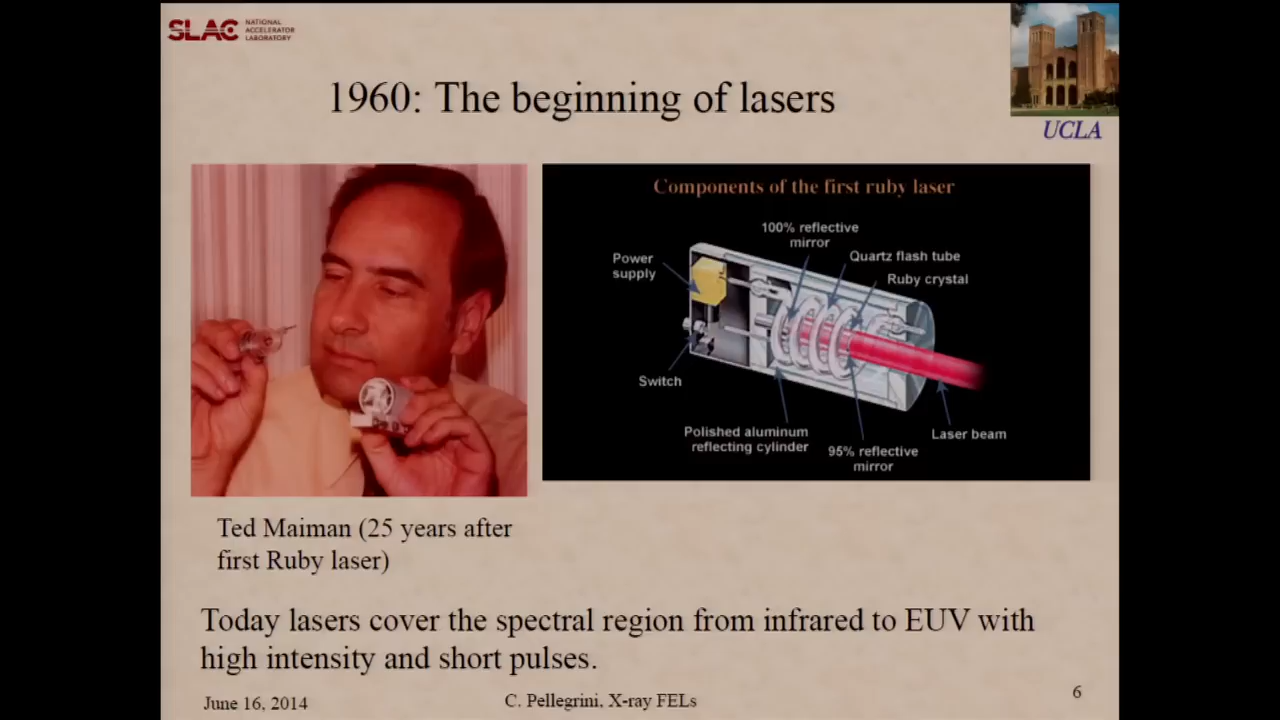 SLAC NATIONAL
ACCELERATOR
LABORATORY
1960: The beginning of lasers
UCLA
Components of the first ruby laser
100% reflective
mirror
Power
supply
Quartz flash tube
Ruby crystal
Switch
Polished aluminum
reflecting cylinder
95% reflective
mirror
Laser beam
Ted Maiman (25 years after
first Ruby laser)
Today lasers cover the spectral region from infrared to EUV with
high intensity and short pulses.
June 16, 2014
C. Pellegrini, X-ray FELs
6